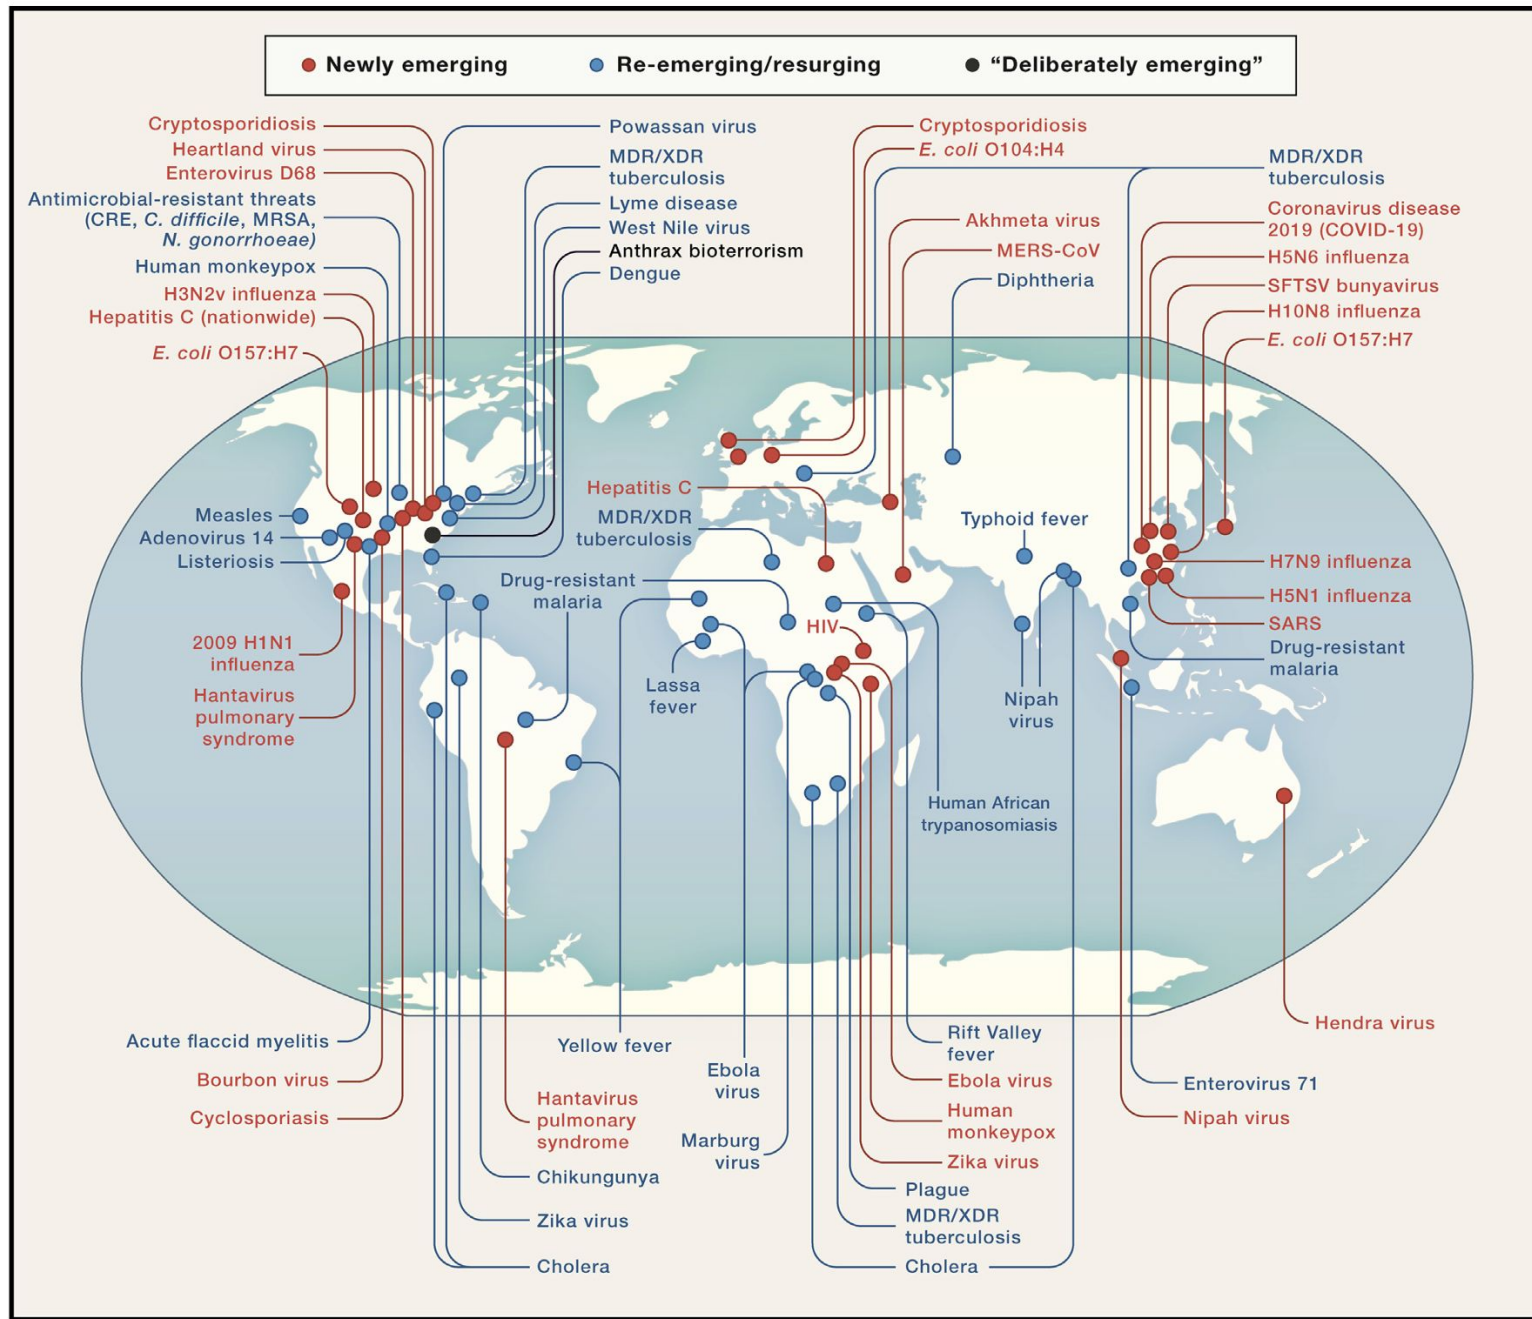 Newly emerging
Re-emerging/resurging
“Deliberately emerging”
Cryptosporidiosis
Heartland virus
Enterovirus D68
Antimicrobial-resistant threats
(CRE, C. difficile, MRSA,
N. gonorrhoeae)
Human monkeypox
H3N2v influenza
Hepatitis C (nationwide)
E. coli O157:H7
Powassan virus
MDR/XDR
tuberculosis
Lyme disease
West Nile virus
Anthrax bioterrorism
Dengue
Cryptosporidiosis
E. coli O104:H4
Akhmeta virus
MERS-CoV
Diphtheria
MDR/XDR
tuberculosis
Coronavirus disease
2019 (COVID-19)
H5N6 influenza
SFTSV bunyavirus
H10N8 influenza
E. coli O157:H7
Measles
Adenovirus 14
Listeriosis
2009 H1N1
influenza
Hantavirus
pulmonary
syndrome
Hepatitis C
MDR/XDR
tuberculosis
Drug-resistant
malaria
HIV
Lassa
fever
Typhoid fever
Nipah
virus
Human African
trypanosomiasis
H7N9 influenza
H5N1 influenza
SARS
Drug-resistant
malaria
Acute flaccid myelitis
Bourbon virus
Cyclosporiasis
Yellow fever
Hantavirus
pulmonary
syndrome
Chikungunya
Zika virus
Cholera
Ebola
virus
Marburg
virus
Rift Valley
fever
Ebola virus
Human
monkeypox
Zika virus
Plague
MDR/XDR
tuberculosis
Cholera
Hendra virus
Enterovirus 71
Nipah virus